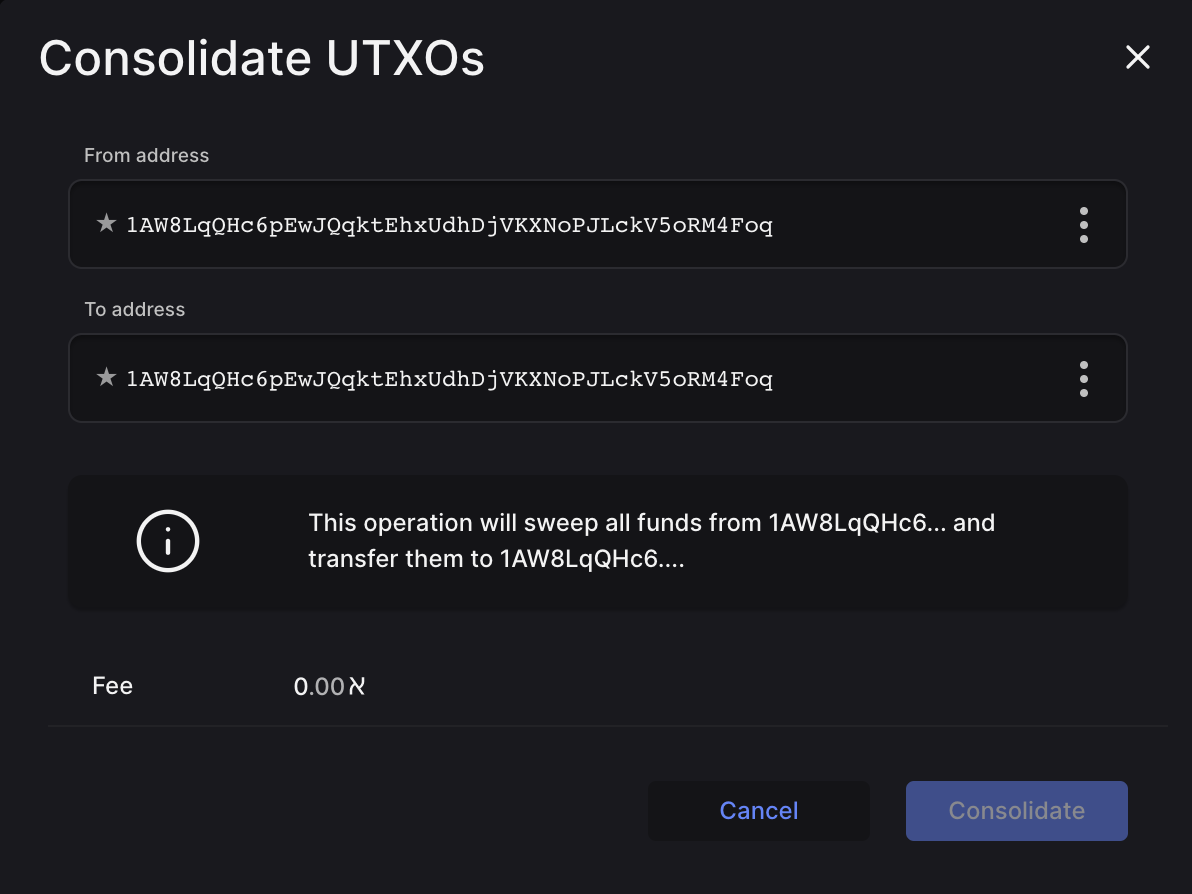 Consolidate UTXOs
From address
★ 1AW8LqQHc6pEwJQqktEhxUdhDjVKXNoPJLckV5oRM4Foq
To address
★ 1AW8LqQHc6pEwJQqktEhxUdhDjVKXNoPJLckV5oRM4Foq
This operation will sweep all funds from 1AW8LqQHc6... and
transfer them to 1AW8LqQHc6....
Fee 0.00ℵ
Cancel Consolidate